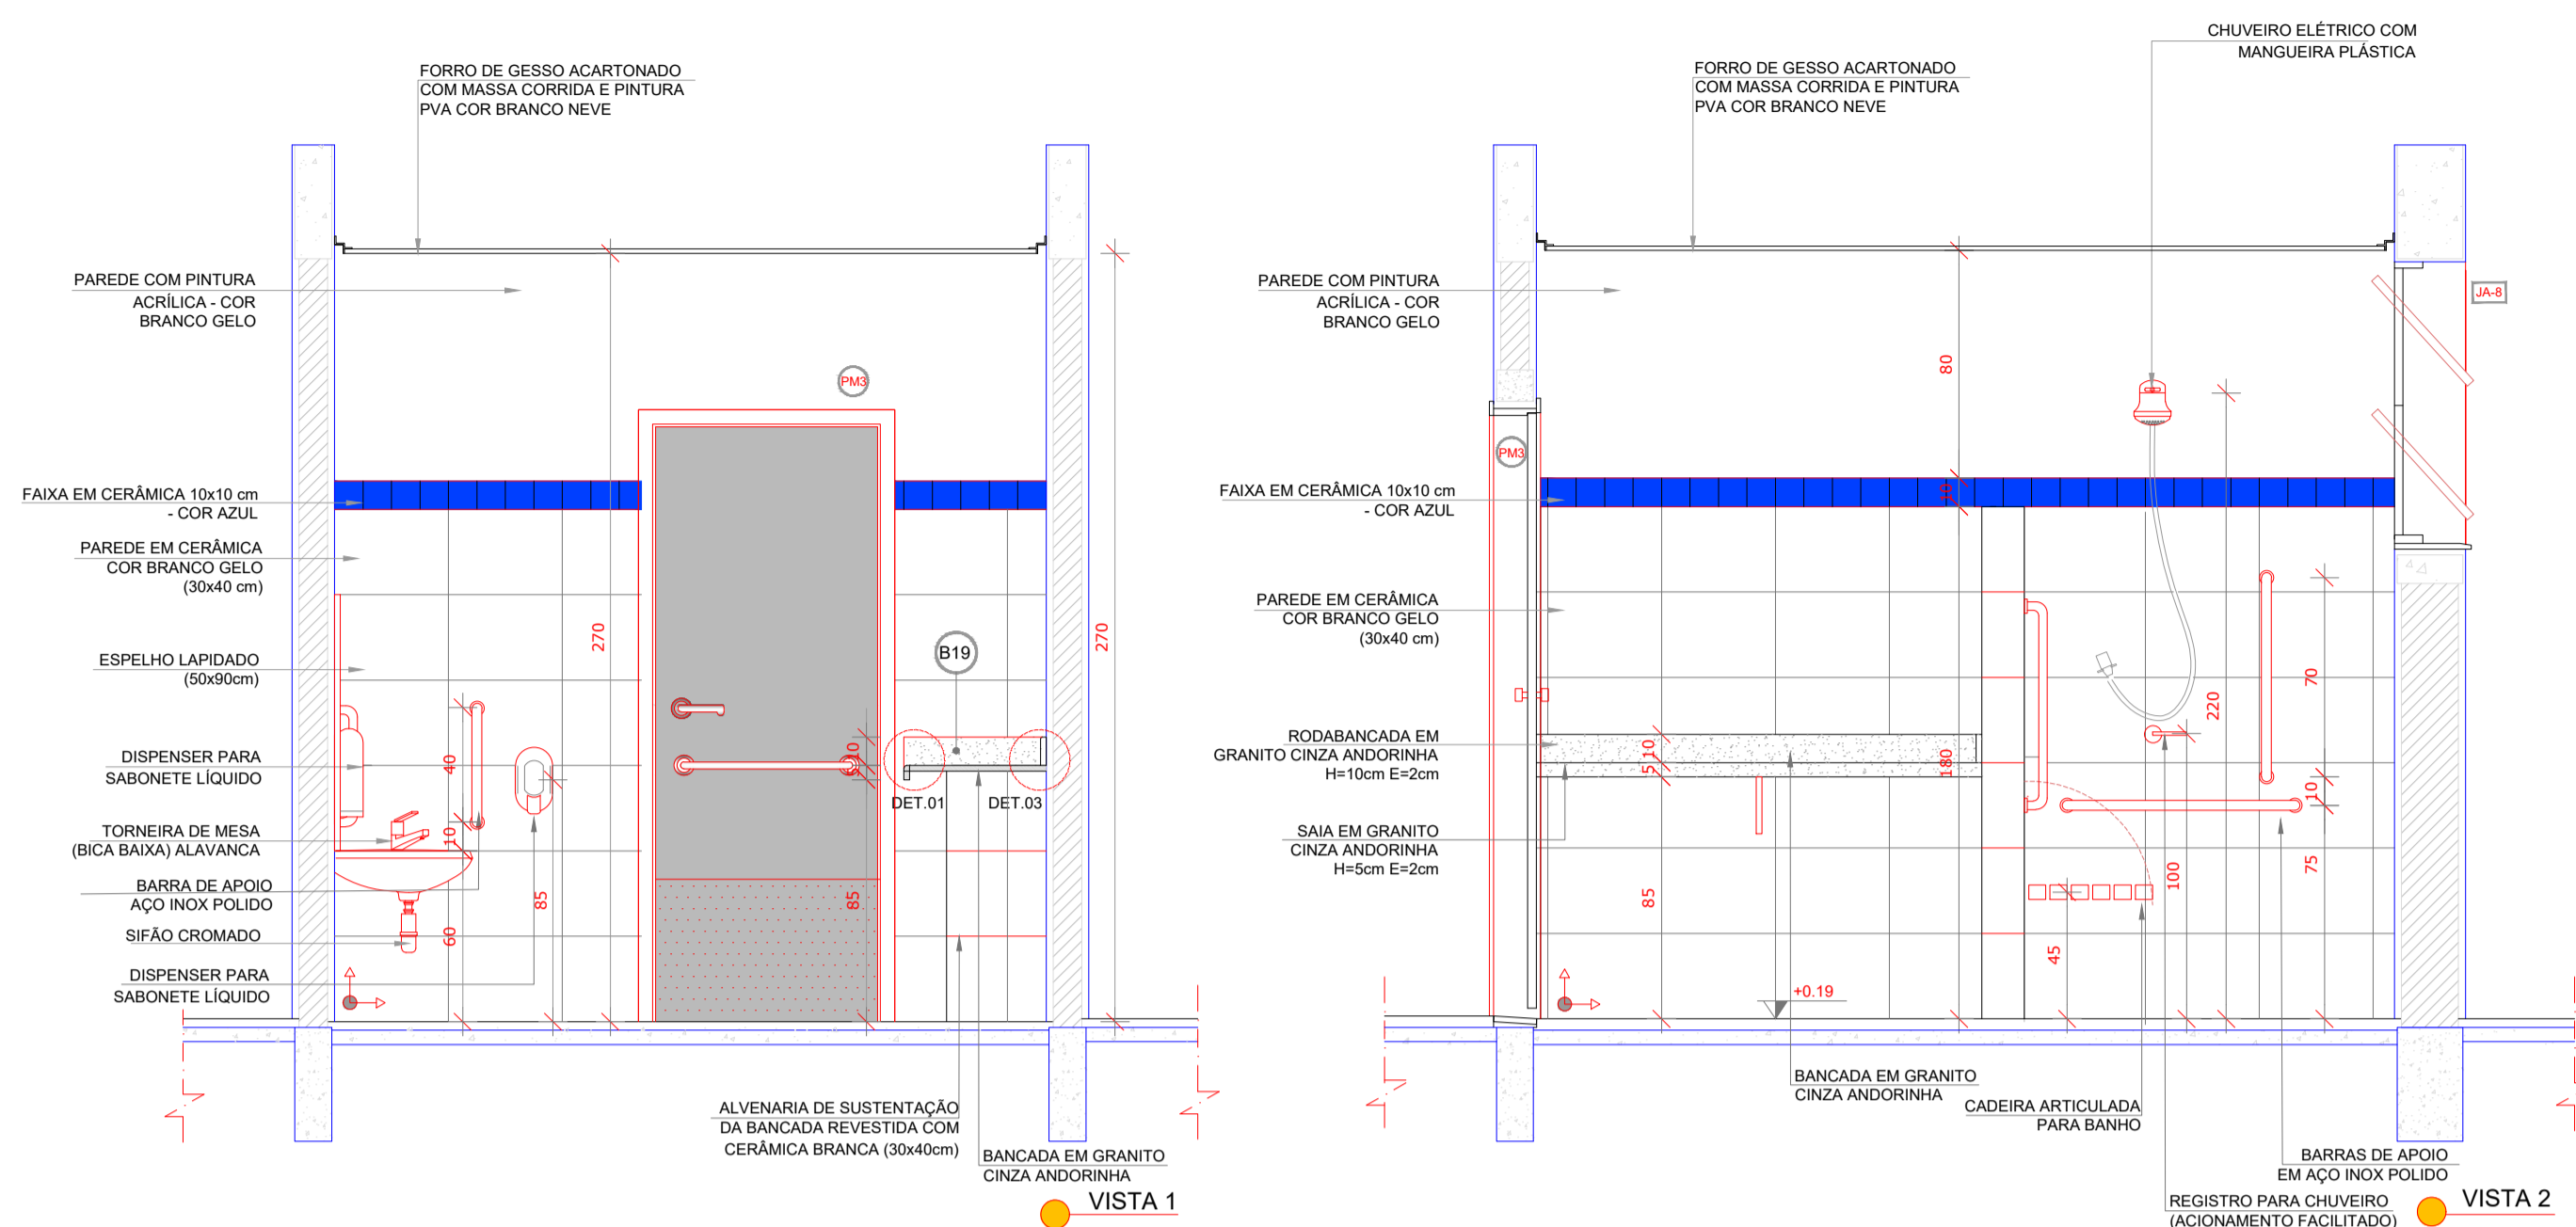 FORRO DE GESSO ACARTONADO
COM MASSA CORRIDA E PINTURA
PVA COR BRANCO NEVE
PAREDE COM PINTURA
ACRÍLICA - COR
BRANCO GELO
PM3
FAIXA EM CERÂMICA 10x10 cm
- COR AZUL
PAREDE EM CERÂMICA
COR BRANCO GELO
(30x40 cm)
270
270
B19
ESPELHO LAPIDADO
(50x90cm)
DISPENSER PARA
SABONETE LÍQUIDO
40
10
DET.01
DET.03
TORNEIRA DE MESA
(BICA BAIXA) ALAVANCA
10
BARRA DE APOIO
AÇO INOX POLIDO
85
85
SIFÃO CROMADO
60
DISPENSER PARA
SABONETE LÍQUIDO
ALVENARIA DE SUSTENTAÇÃO
DA BANCADA REVESTIDA COM
CERÂMICA BRANCA (30x40cm)
BANCADA EM GRANITO
CINZA ANDORINHA
VISTA 1
CHUVEIRO ELÉTRICO COM
MANGUEIRA PLÁSTICA
FORRO DE GESSO ACARTONADO
COM MASSA CORRIDA E PINTURA
PVA COR BRANCO NEVE
PAREDE COM PINTURA
ACRÍLICA - COR
BRANCO GELO
JA-8
80
PM3
FAIXA EM CERÂMICA 10x10 cm
- COR AZUL
10
PAREDE EM CERÂMICA
COR BRANCO GELO
(30x40 cm)
70
220
RODABANCADA EM
GRANITO CINZA ANDORINHA
H=10cm E=2cm
10
5
180
10
SAIA EM GRANITO
CINZA ANDORINHA
H=5cm E=2cm
85
100
75
45
+0.19
BANCADA EM GRANITO
CINZA ANDORINHA
CADEIRA ARTICULADA
PARA BANHO
BARRAS DE APOIO
EM AÇO INOX POLIDO
REGISTRO PARA CHUVEIRO
(ACIONAMENTO FACILITADO)
VISTA 2